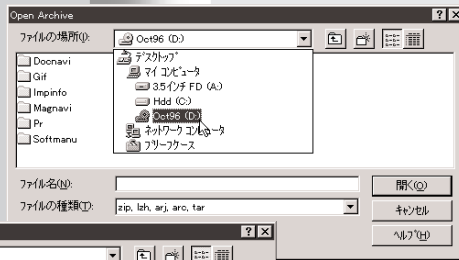 Open Archive
ファイルの場所(I):
Oct96 (D:)
デスクトップ
マイ コンピュータ
3.5インチ FD (A:)
Hdd (C:)
Oct96 (D:)
ネットワーク コンピュータ
ブリーフケース
Docnavi
Gif
Impinfo
Magnavi
Pr
Softmanu
ファイル名(N):
開く(O)
ファイルの種類(T):
zip, lzh, arj, arc, tar
キャンセル
ヘルプ(H)